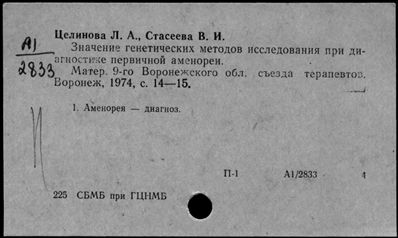 Целинова Л. А., Стасеева В. И.
А1
2833
Значение генетических методов исследования при ди-
агностике первичной аменореи.
Матер. 9-го Воронежского обл. съезда терапевтов.
Воронеж, 1974, с. 14—15.
1. Аменорея — диагноз.
П-1 А1/2833 4
225 СБМБ при ГЦНМБ